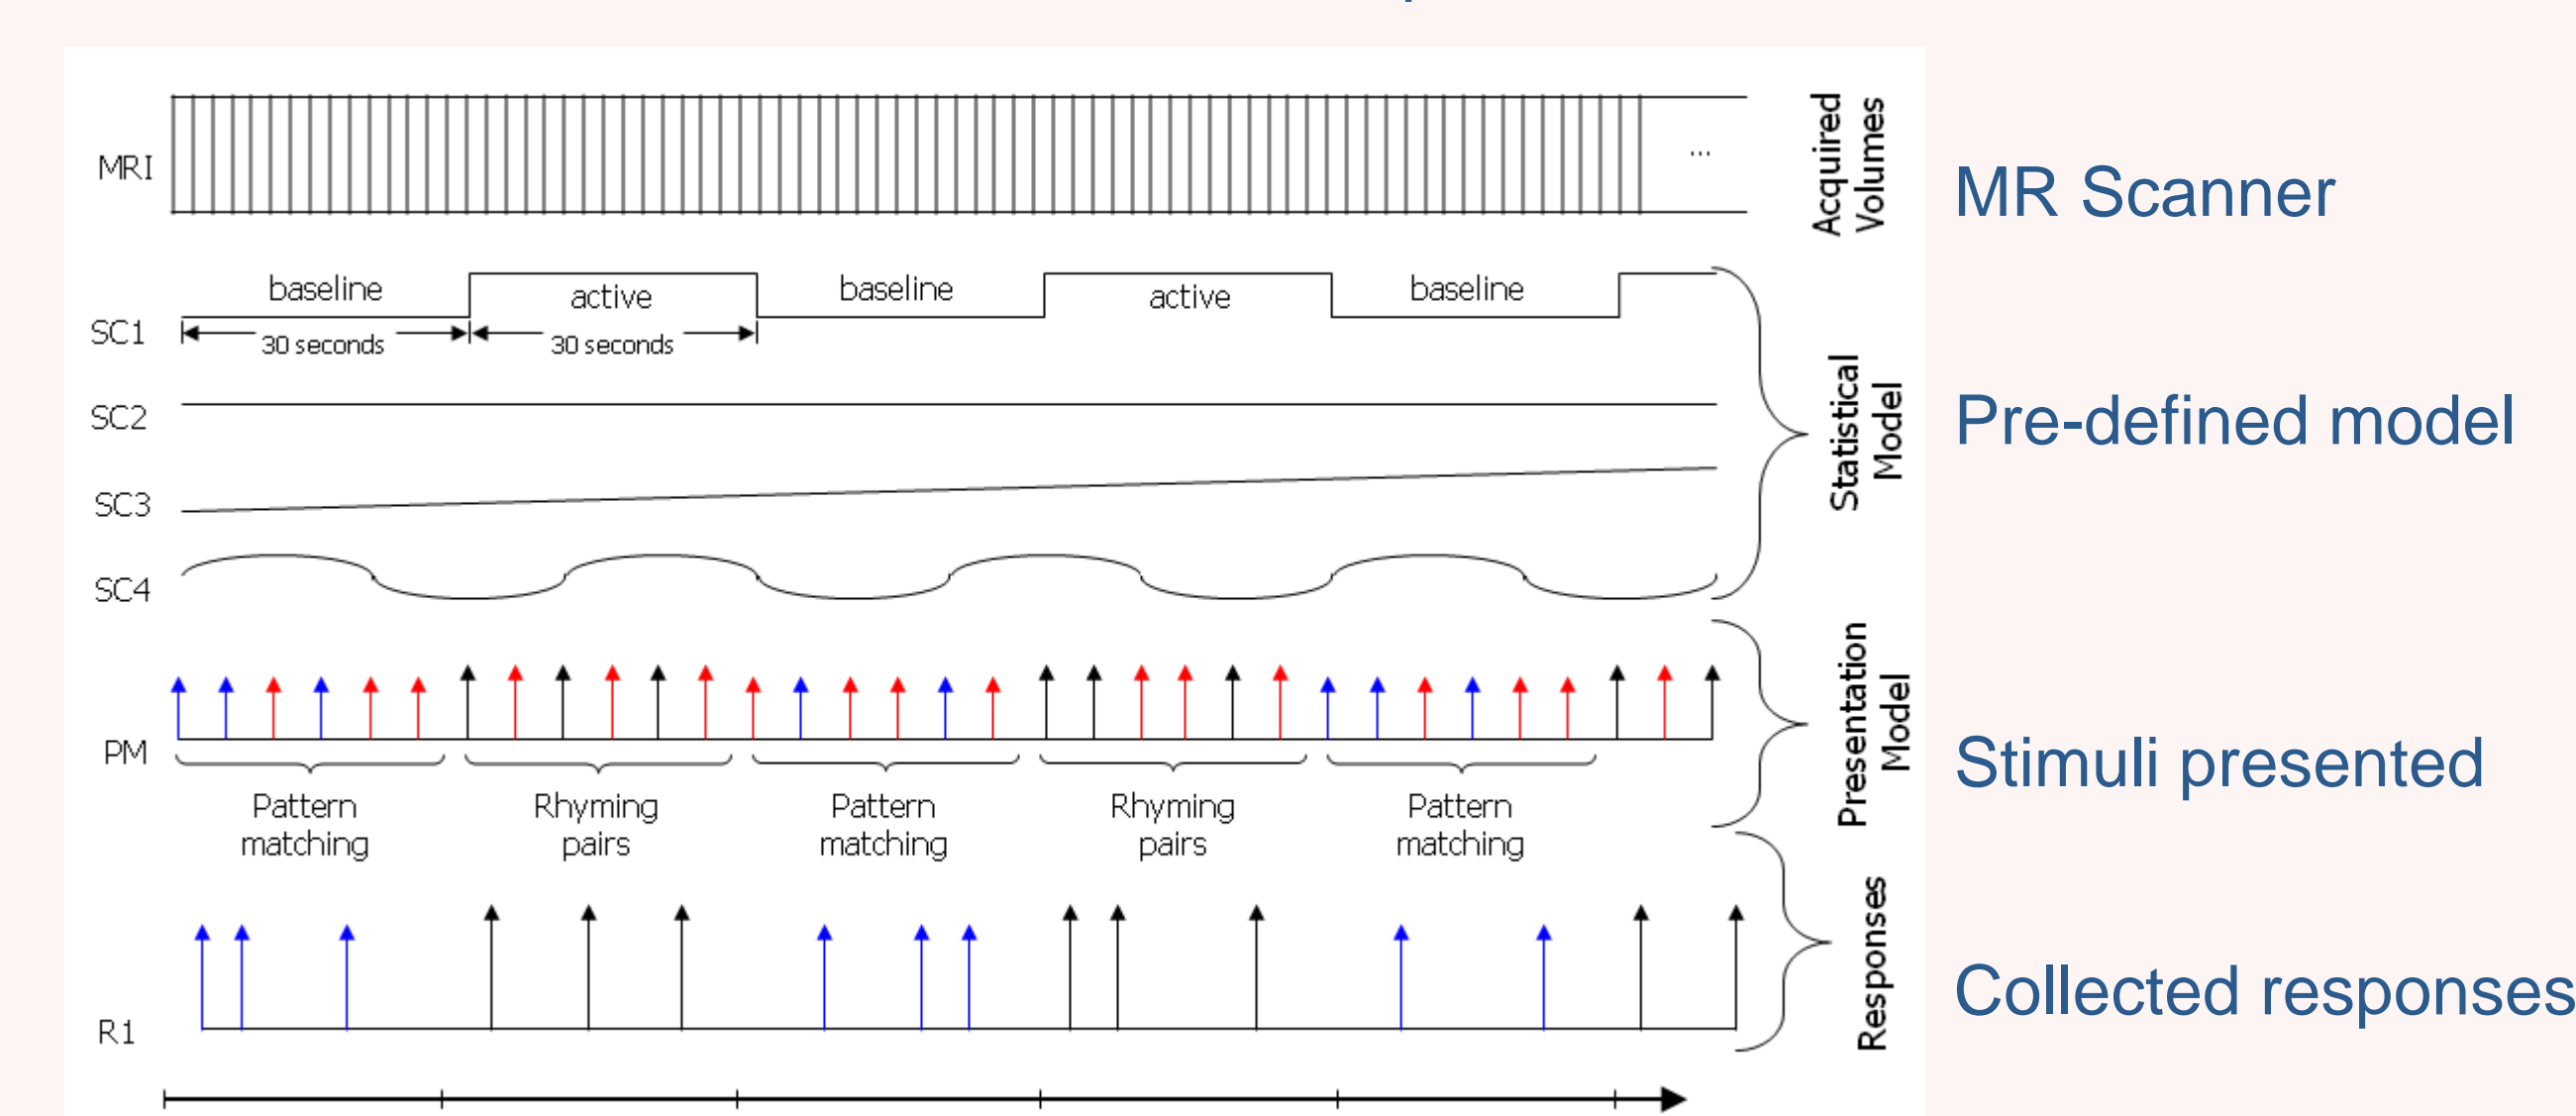 MRI
...
Acquired
Volumes
MR Scanner
baseline
active
baseline
active
baseline
SC1
30 seconds
30 seconds
SC2
SC3
SC4
Statistical
Model
Pre-defined model
PM
Pattern
matching
Rhyming
pairs
Pattern
matching
Rhyming
pairs
Pattern
matching
Presentation
Model
Stimuli presented
R1
Responses
Collected responses